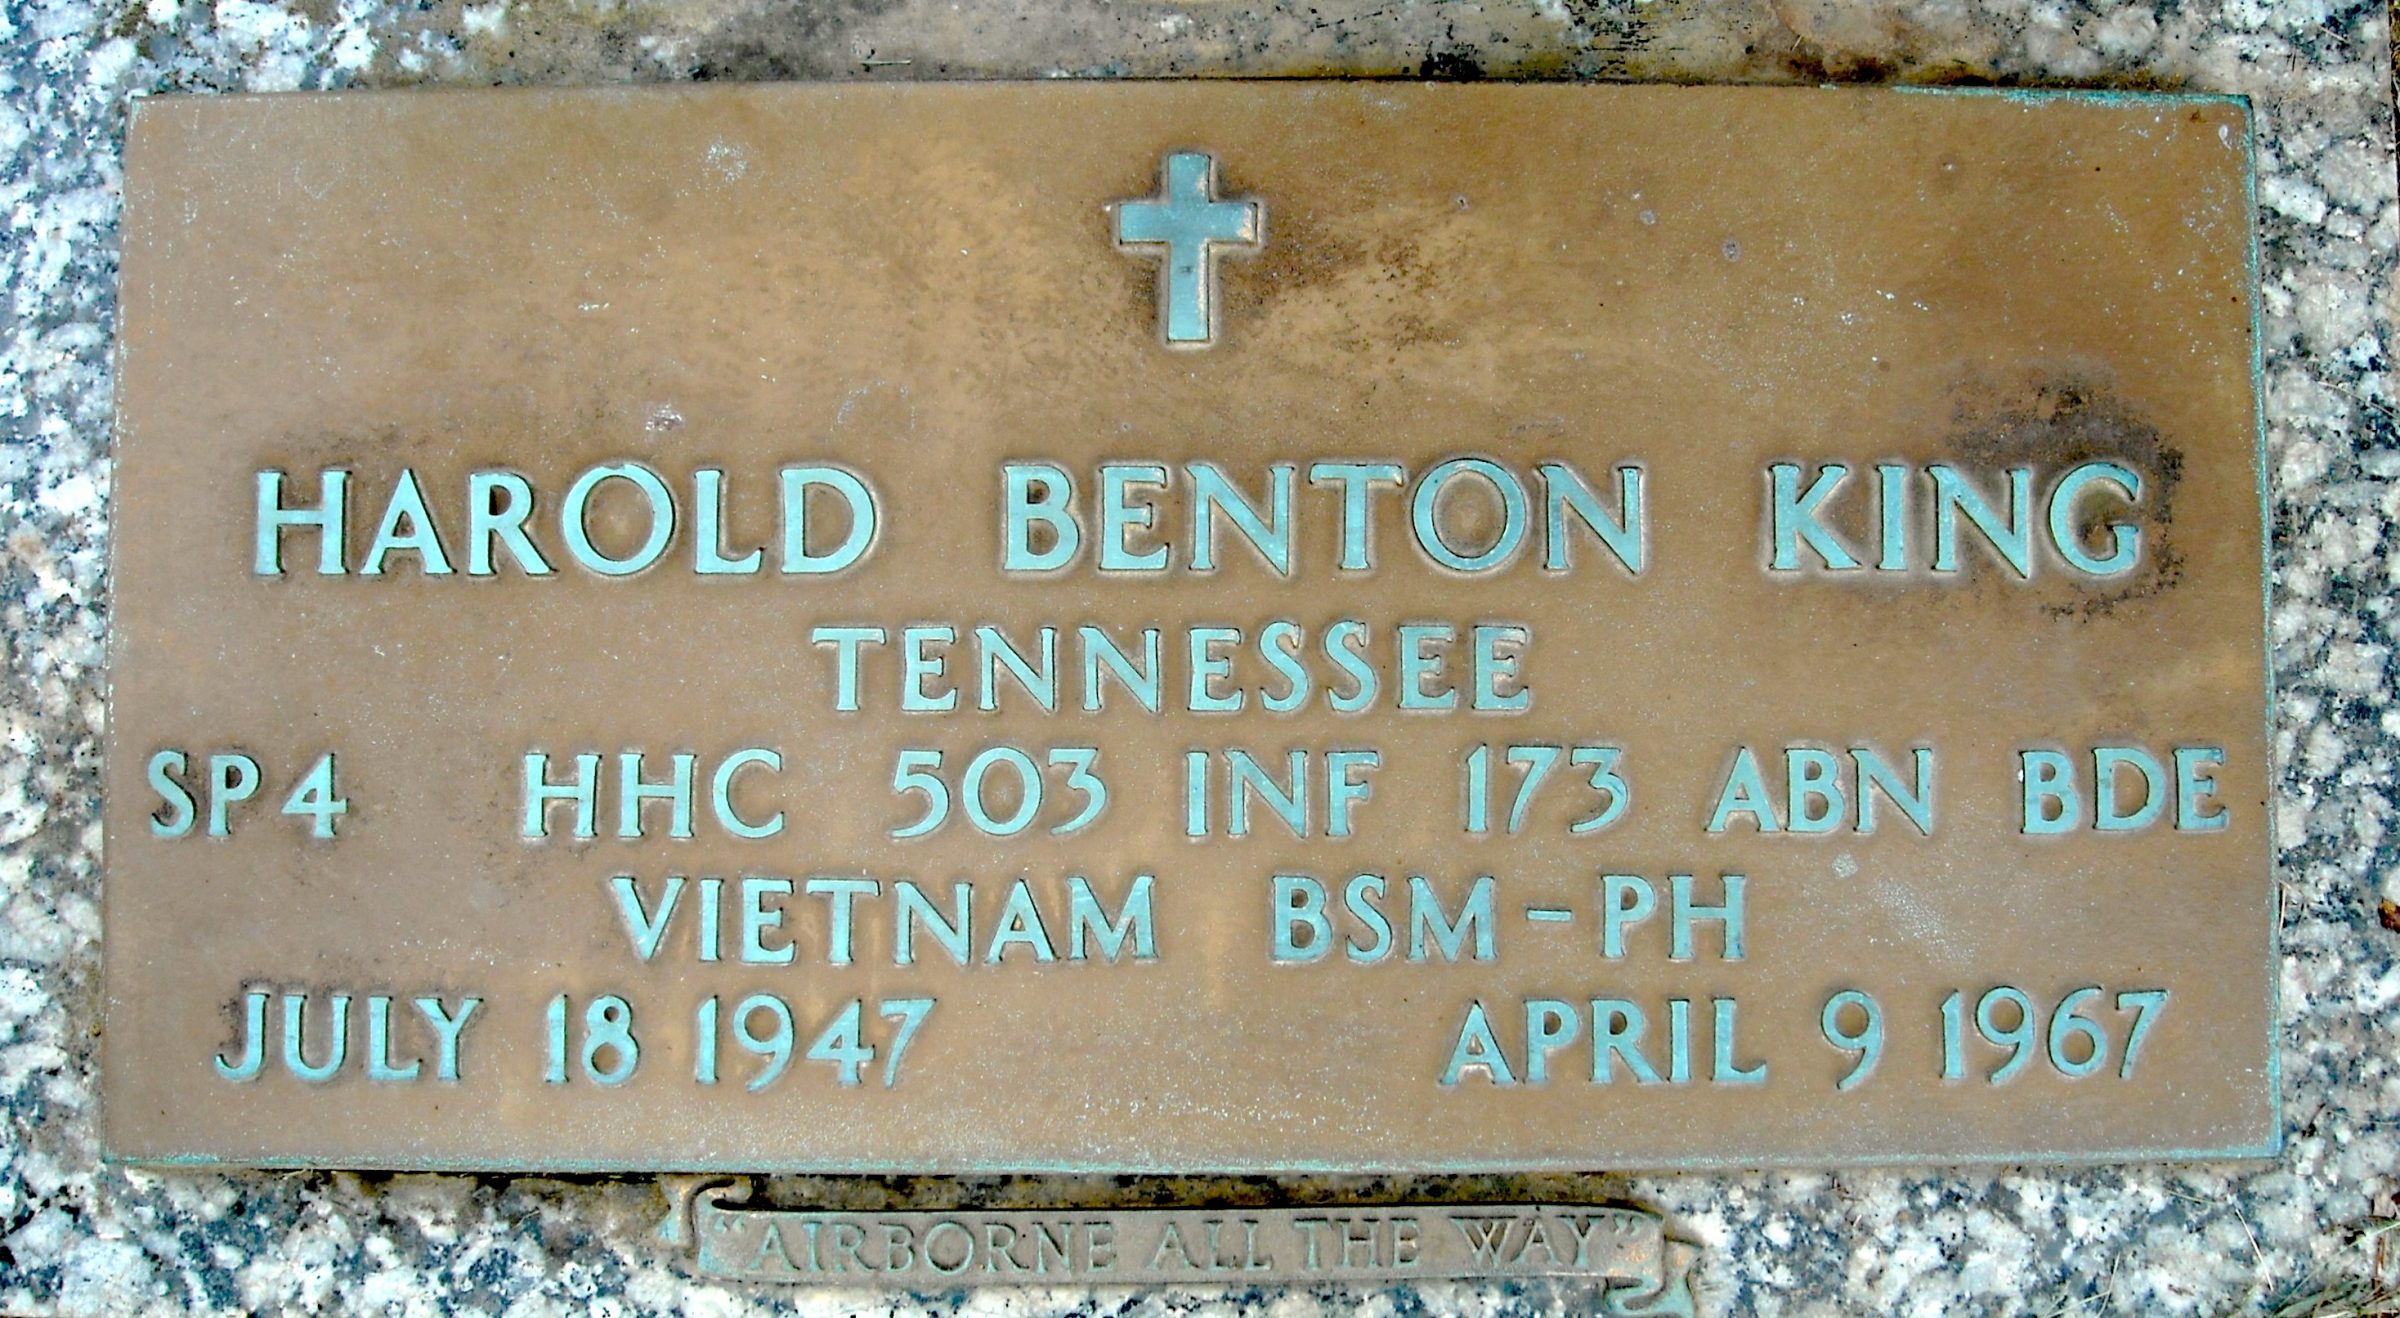 HAROLD BENTON KING
TENNESSEE
SP4 HHC 503 INF 173 ABN BDE
VIETNAM BSM-PH
JULY 18 1947 APRIL 9 1967
"AIRBORNE ALL THE WAY"